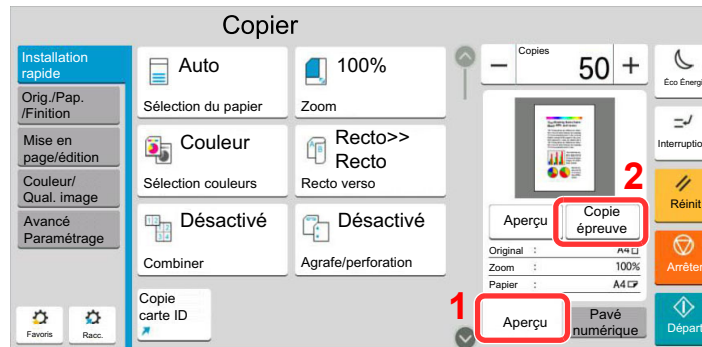 Copier
Installation
rapide
Orig./Pap.
/Finition
Mise en
page/édition
Couleur/
Qual. image
Avancé
Paramétrage
Favoris
Racc.
Auto
Sélection du papier
100%
Zoom
Couleur
Sélection couleurs
Recto>>
Recto
Recto verso
Désactivé
Combiner
Désactivé
Agrafe/perforation
Copie
carte ID
Copies
50
2
Aperçu
Copie
épreuve
Original : A4
Zoom : 100%
Papier : A4
1
Aperçu
Pavé
numérique
Éco Énergi
Interruptio
Réinit
Arrêter
Départ